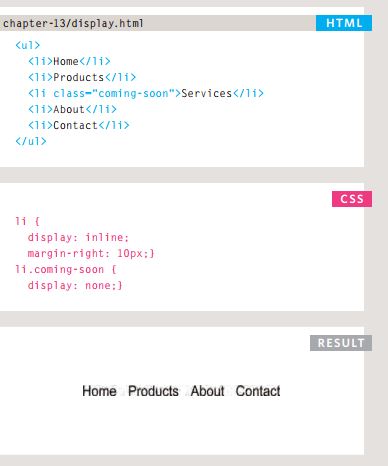 chapter-13/display.html HTML
<ul>
<li>Home</li>
<li>Products</li>
<li class="coming-soon">Services</li>
<li>About</li>
<li>Contact</li>
</ul>
CSS
li {
display: inline;
margin-right: 10px;}
li.coming-soon {
display: none;}
RESULT
Home Products About Contact